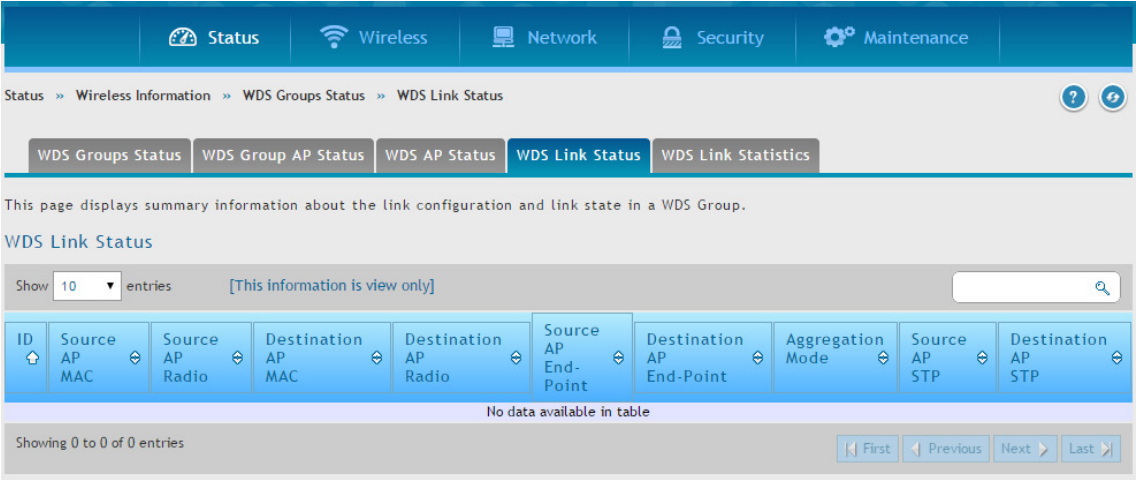 Status Wireless Network Security Maintenance
Status » Wireless Information » WDS Groups Status » WDS Link Status
WDS Groups Status WDS Group AP Status WDS AP Status WDS Link Status WDS Link Statistics
This page displays summary information about the link configuration and link state in a WDS Group.
WDS Link Status
Show 10 entries [This information is view only]
ID
Source
AP
MAC
Source
AP
Radio
Destination
AP
MAC
Destination
AP
Radio
Source
AP
End-
Point
Destination
AP
End-Point
Aggregation
Mode
Source
AP
STP
Destination
AP
STP
No data available in table
Showing 0 to 0 of 0 entries
First Previous Next Last